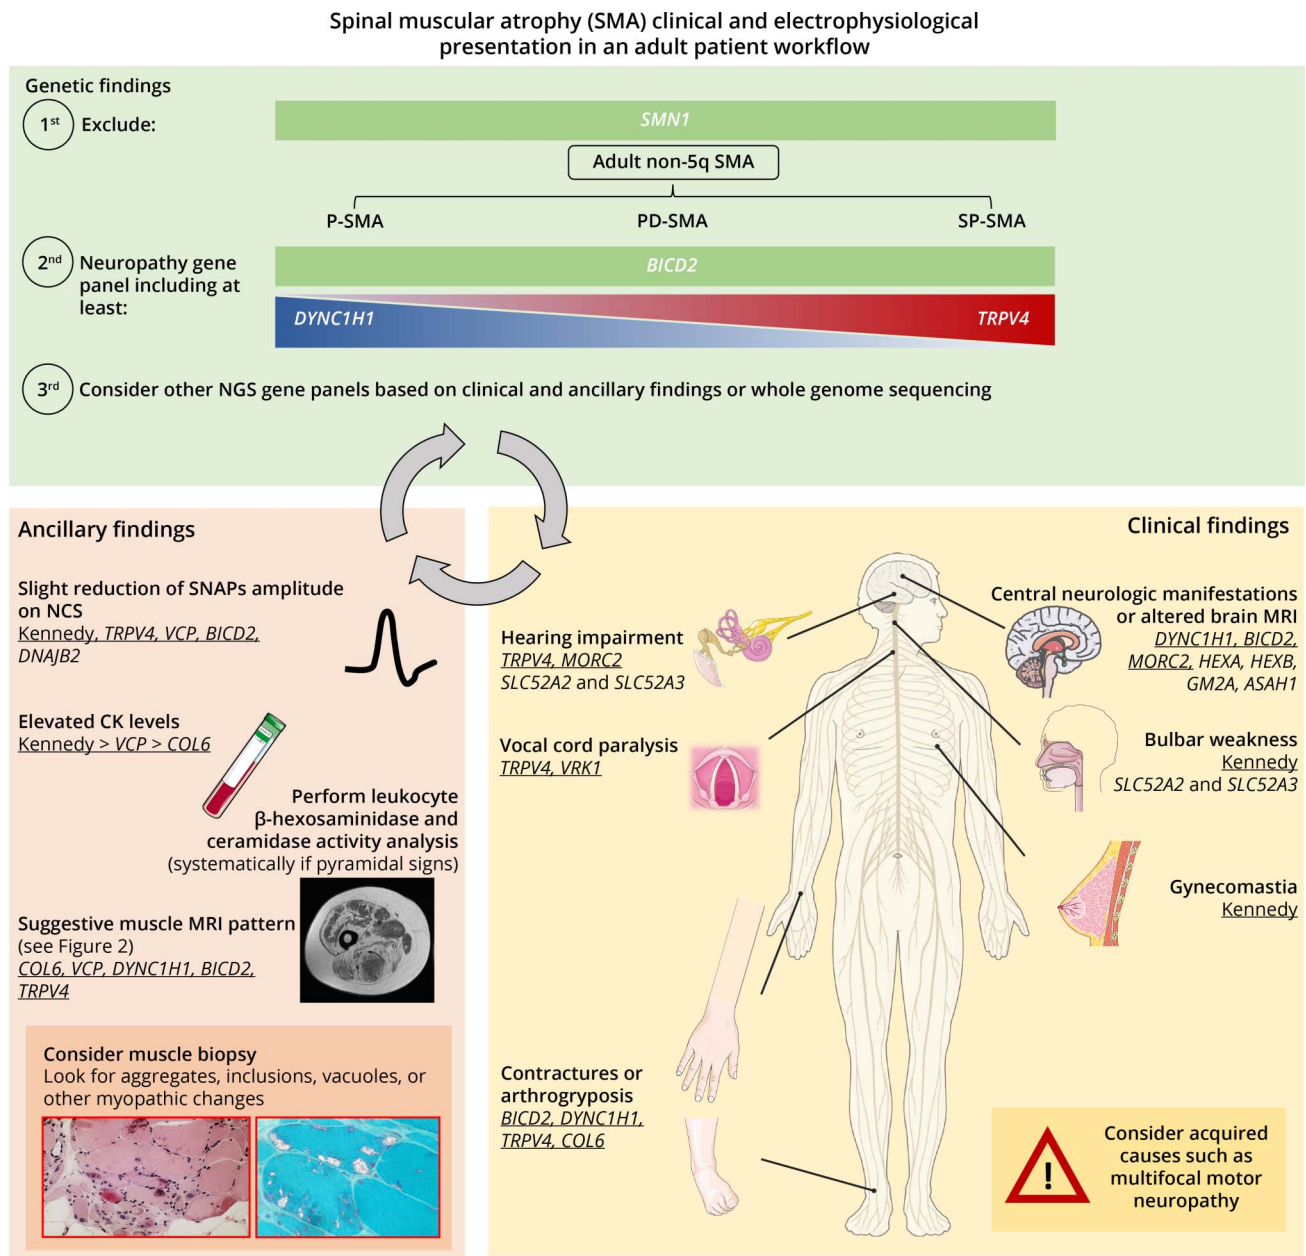 Spinal muscular atrophy (SMA) clinical and electrophysiological
presentation in an adult patient workflow
Genetic findings
1st Exclude:
SMN1
Adult non-5q SMA
P-SMA PD-SMA SP-SMA
2nd Neuropathy gene
panel including at
least:
BICD2
DYNC1H1 TRPV4
3rd Consider other NGS gene panels based on clinical and ancillary findings or whole genome sequencing
Ancillary findings
Slight reduction of SNAPs amplitude
on NCS
Kennedy, TRPV4, VCP, BICD2,
DNAJB2
Elevated CK levels
Kennedy > VCP > COL6
Perform leukocyte
β-hexosaminidase and
ceramidase activity analysis
(systematically if pyramidal signs)
Suggestive muscle MRI pattern
(see Figure 2)
COL6, VCP, DYNC1H1, BICD2,
TRPV4
Consider muscle biopsy
Look for aggregates, inclusions, vacuoles, or
other myopathic changes
Clinical findings
Hearing impairment
TRPV4, MORC2
SLC52A2 and SLC52A3
Vocal cord paralysis
TRPV4, VRK1
Contractures or
arthrogryposis
BICD2, DYNC1H1,
TRPV4, COL6
Central neurologic manifestations
or altered brain MRI
DYNC1H1, BICD2,
MORC2, HEXA, HEXB,
GM2A, ASAH1
Bulbar weakness
Kennedy
SLC52A2 and SLC52A3
Gynecomastia
Kennedy
!
Consider acquired
causes such as
multifocal motor
neuropathy